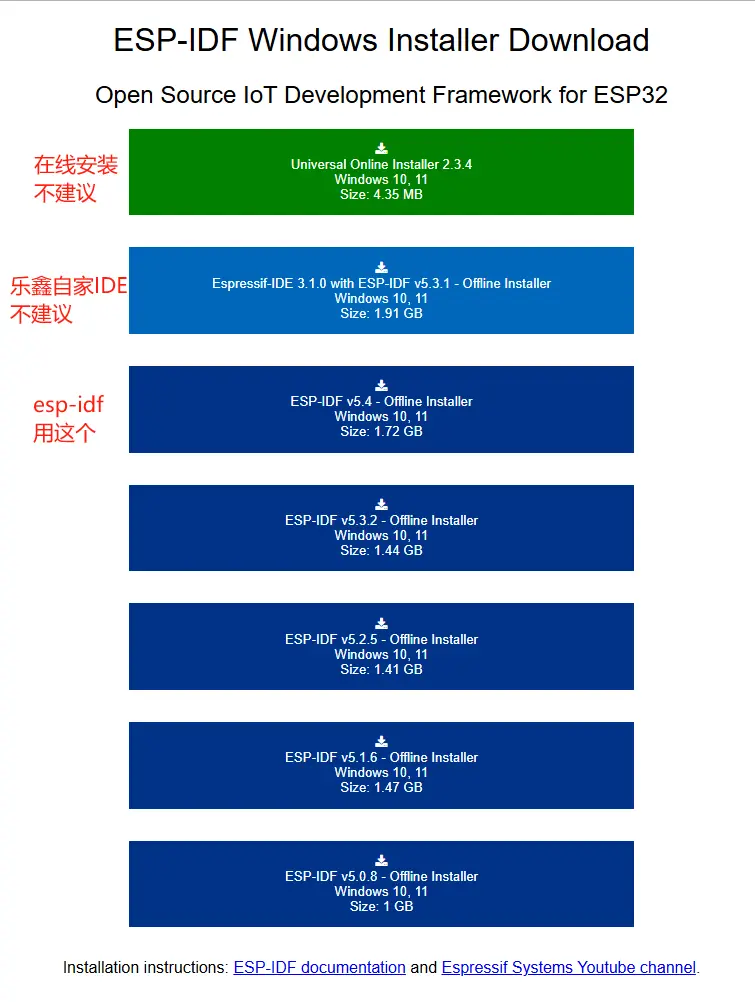 ESP-IDF Windows Installer Download
Open Source IoT Development Framework for ESP32
在线安装
不建议
Universal Online Installer 2.3.4
Windows 10, 11
Size: 4.35 MB
乐鑫自家IDE
不建议
Espressif-IDE 3.1.0 with ESP-IDF v5.3.1 - Offline Installer
Windows 10, 11
Size: 1.91 GB
esp-idf
用这个
ESP-IDF v5.4 - Offline Installer
Windows 10, 11
Size: 1.72 GB
ESP-IDF v5.3.2 - Offline Installer
Windows 10, 11
Size: 1.44 GB
ESP-IDF v5.2.5 - Offline Installer
Windows 10, 11
Size: 1.41 GB
ESP-IDF v5.1.6 - Offline Installer
Windows 10, 11
Size: 1.47 GB
ESP-IDF v5.0.8 - Offline Installer
Windows 10, 11
Size: 1 GB
Installation instructions: ESP-IDF documentation and Espressif Systems Youtube channel.